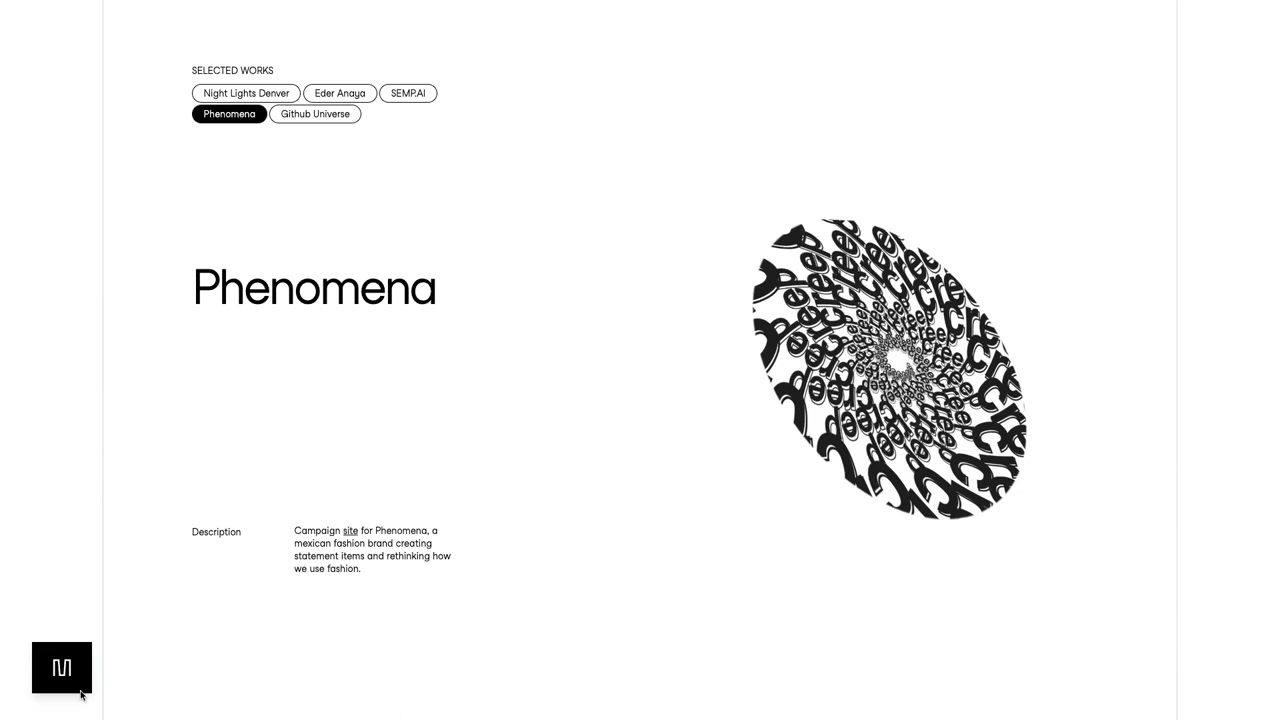 SELECTED WORKS
Night Lights Denver Eder Anaya SEMP.AI
Phenomena Github Universe
Phenomena
creep
Description
Campaign site for Phenomena, a
mexican fashion brand creating
statement items and rethinking how
we use fashion.
M